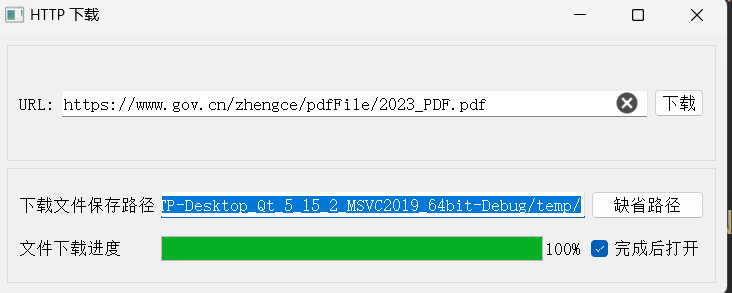 HTTP 下载
URL: https://www.gov.cn/zhengce/pdfFile/2023_PDF.pdf 下载
下载文件保存路径 TP-Desktop_Qt_5_15_2_MSVC2019_64bit-Debug/temp/ 缺省路径
文件下载进度 100% 完成后打开